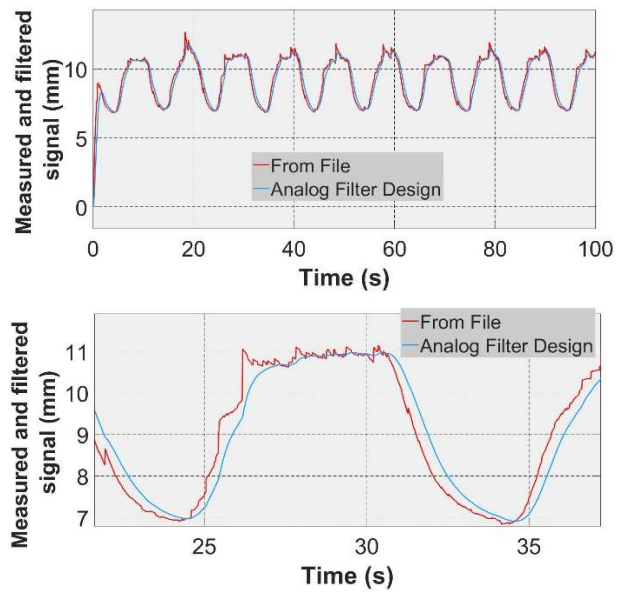 Measured and filtered
signal (mm)
10
5
0
From File
Analog Filter Design
0
20
40
60
80
100
Time (s)
Measured and filtered
signal (mm)
11
10
9
8
7
From File
Analog Filter Design
25
30
35
Time (s)